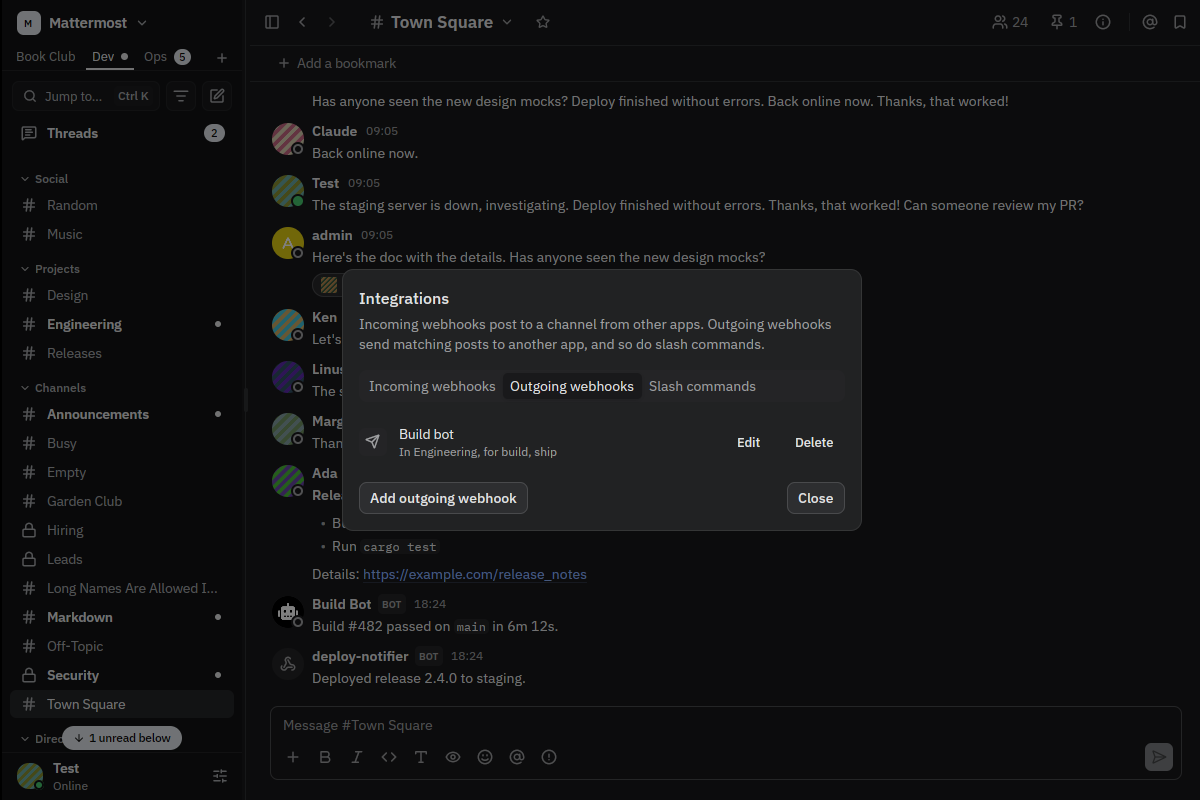 M Mattermost
Book Club Dev Ops 5
Jump to... Ctrl K
Threads 2
Social
Random
Music
Projects
Design
Engineering
Releases
Channels
Announcements
Busy
Empty
Garden Club
Hiring
Leads
Long Names Are Allowed I...
Markdown
Off-Topic
Security
Town Square
1 unread below
Test
Online
Town Square 24 1
Add a bookmark
Has anyone seen the new design mocks? Deploy finished without errors. Back online now. Thanks, that worked!
Claude 09:05
Back online now.
Test 09:05
The staging server is down, investigating. Deploy finished without errors. Thanks, that worked! Can someone review my PR?
A admin 09:05
Here's the doc with the details. Has anyone seen the new design mocks?
Ken
Let's
The
Ada
Integrations
Incoming webhooks post to a channel from other apps. Outgoing webhooks
send matching posts to another app, and so do slash commands.
Incoming webhooks Outgoing webhooks Slash commands
Build bot
In Engineering, for build, ship
Edit Delete
Add outgoing webhook Close
• Run cargo test
Details: https://example.com/release_notes
Build Bot BOT 18:24
Build #482 passed on main in 6m 12s.
deploy-notifier BOT 18:24
Deployed release 2.4.0 to staging.
Message #Town Square